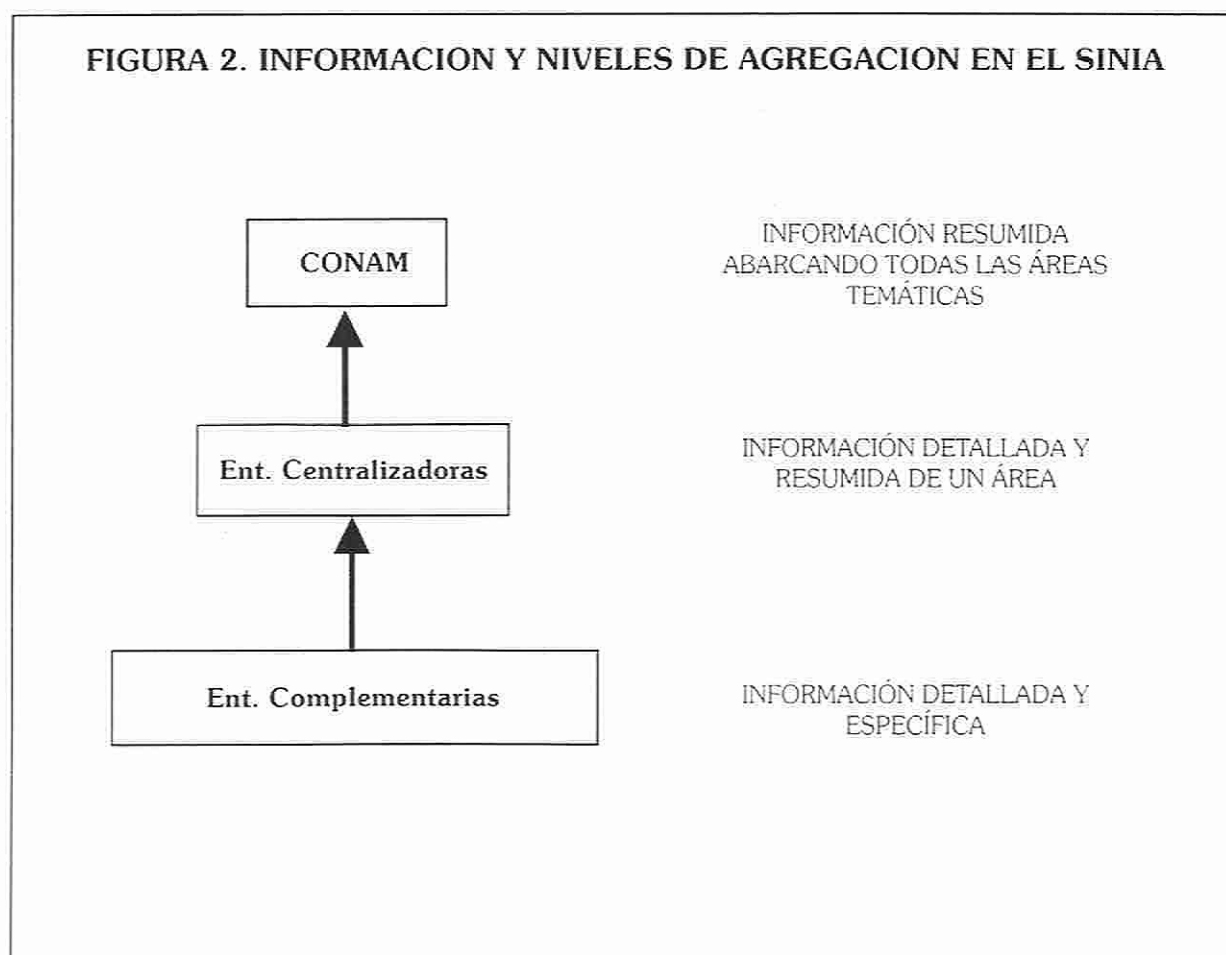 FIGURA 2. INFORMACION Y NIVELES DE AGREGACION EN EL SINIA
CONAM
INFORMACIÓN RESUMIDA
ABARCANDO TODAS LAS ÁREAS
TEMÁTICAS
Ent. Centralizadoras
INFORMACIÓN DETALLADA Y
RESUMIDA DE UN ÁREA
Ent. Complementarias
INFORMACIÓN DETALLADA Y
ESPECÍFICA